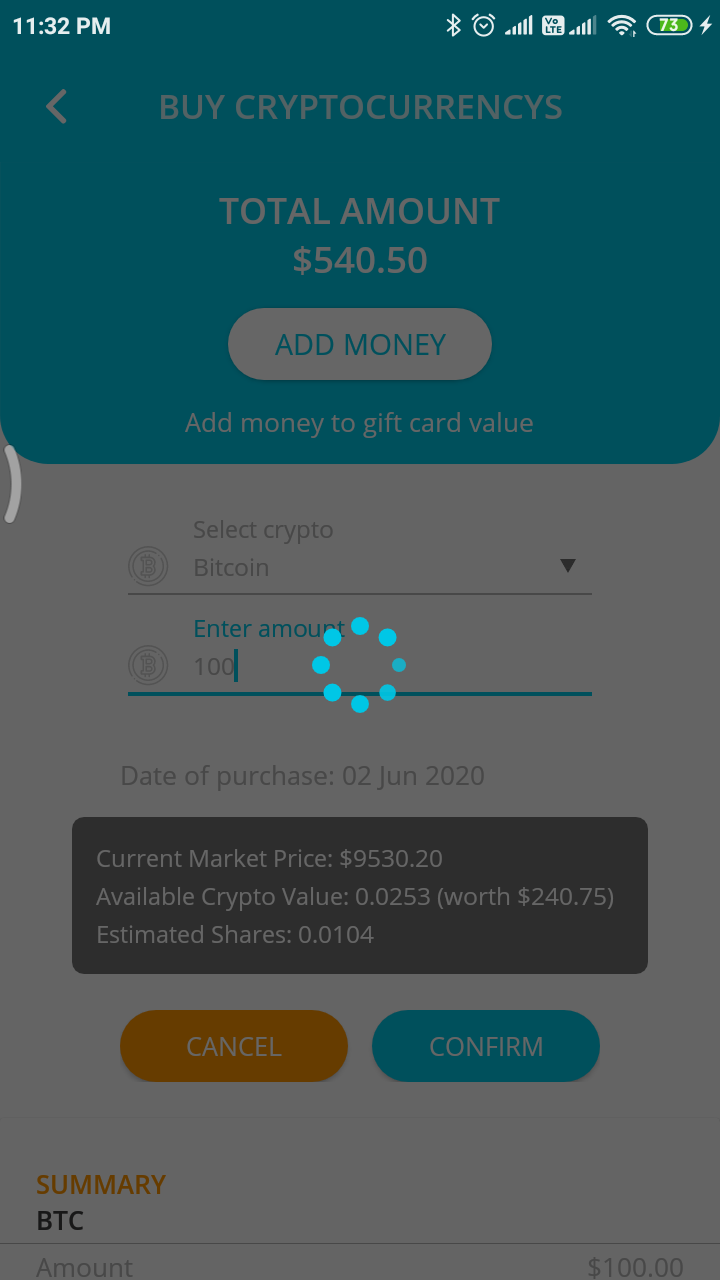 11:32 PM
Vo LTE
73
BUY CRYPTOCURRENCYS
TOTAL AMOUNT
$540.50
ADD MONEY
Add money to gift card value
Select crypto
Bitcoin
Enter amount
100
Date of purchase: 02 Jun 2020
Current Market Price: $9530.20
Available Crypto Value: 0.0253 (worth $240.75)
Estimated Shares: 0.0104
CANCEL
CONFIRM
SUMMARY
BTC
Amount $100.00